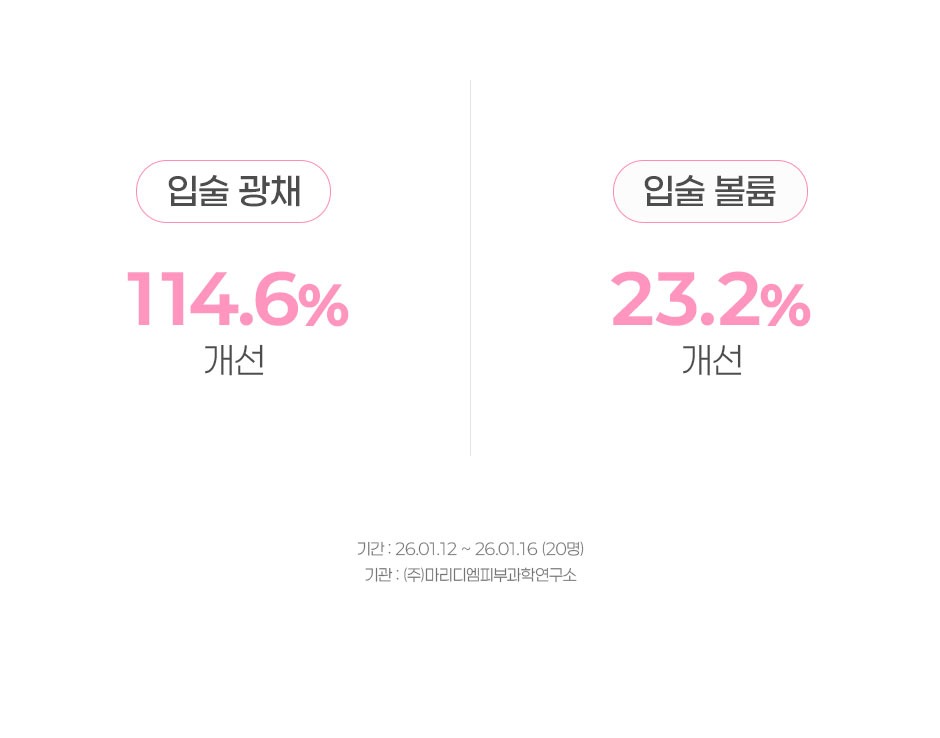 입술 광채
114.6%
개선
입술 볼륨
23.2%
개선
기간 : 26.01.12 ~ 26.01.16 (20명)
기관 : (주)마리디엠피부과학연구소